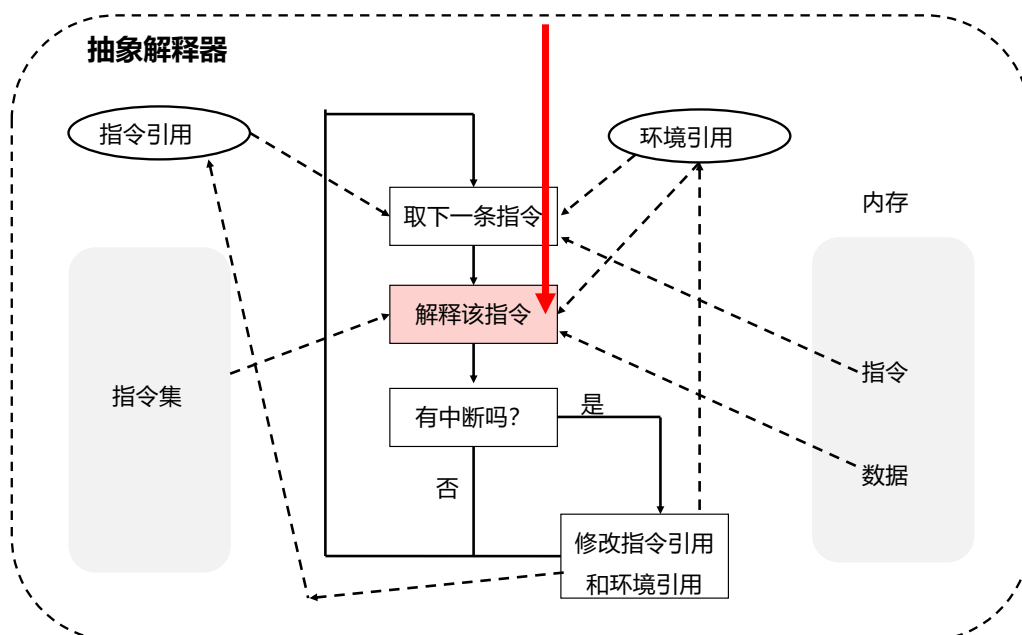 抽象解释器
指令引用
环境引用
取下一条指令
内存
解释该指令
指令
指令集
有中断吗？
是
数据
否
修改指令引用
和环境引用